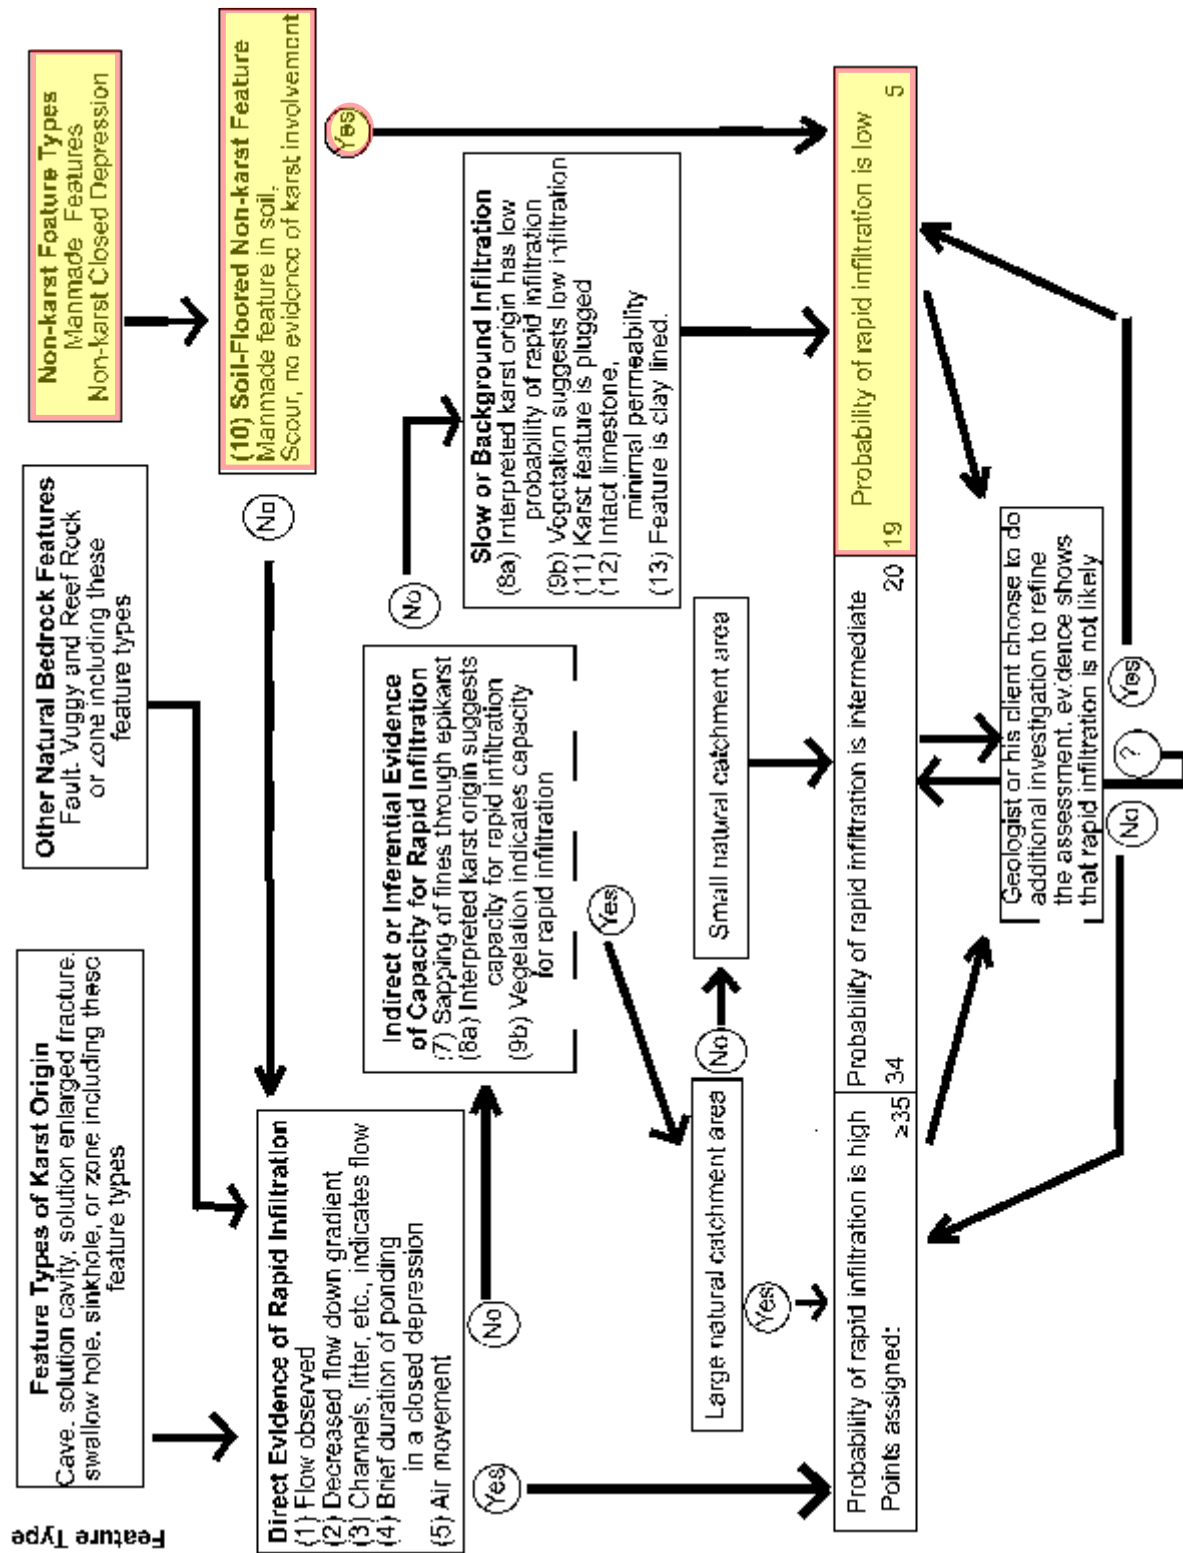 Feature Type
Feature Types of Karst Origin
Cave, solution cavity, solution enlarged fracture,
swallow hole, sinkhole, or zone including these
feature types
Other Natural Bedrock Features
Fault, Vuggy and Reef Rock
or zone including these
feature types
Non-karst Feature Types
Manmade Features
Non-karst Closed Depression
(10) Soil-Floored Non-karst Feature
Manmade feature in soil,
Scour, no evidence of karst involvement
No
Yes
Direct Evidence of Rapid Infiltration
(1) Flow observed
(2) Decreased flow down gradient
(3) Channels, litter, etc., indicates flow
(4) Brief duration of ponding
in a closed depression
(5) Air movement
Yes
No
Indirect or Inferential Evidence
of Capacity for Rapid Infiltration
(7) Sapping of fines through epikarst
(8a) Interpreted karst origin suggests
capacity for rapid infiltration
(9b) Vegetation indicates capacity
for rapid infiltration
No
Yes
Slow or Background Infiltration
(8a) Interpreted karst origin has low
probability of rapid infiltration
(9b) Vegetation suggests low infiltration
(11) Karst feature is plugged
(12) Intact limestone,
minimal permeability
(13) Feature is clay lined.
Large natural catchment area
No
Small natural catchment area
Yes
Probability of rapid infiltration is high
Points assigned: ≥35
Probability of rapid infiltration is intermediate
34 20
Probability of rapid infiltration is low
19 5
Geologist or his client choose to do
additional investigation to refine
the assessment, evidence shows
that rapid infiltration is not likely
No
?
Yes